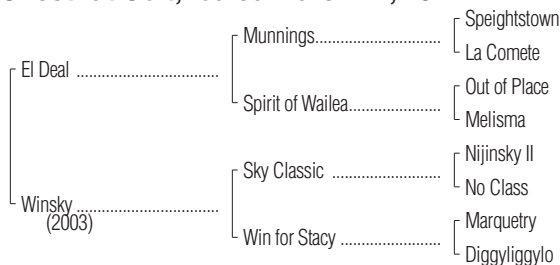 Speightstown
Munnings
La Comete
El Deal
Out of Place
Spirit of Wailea
Melisma
Nijinsky II
Sky Classic
No Class
Winsky
(2003)
Marquetry
Win for Stacy
Diggyliggylo